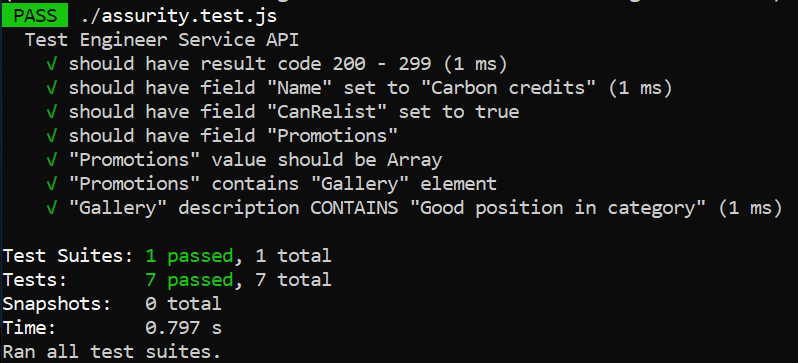 PASS ./assurity.test.js
Test Engineer Service API
√ should have result code 200 - 299 (1 ms)
√ should have field "Name" set to "Carbon credits" (1 ms)
√ should have field "CanRelist" set to true
√ should have field "Promotions"
√ "Promotions" value should be Array
√ "Promotions" contains "Gallery" element
√ "Gallery" description CONTAINS "Good position in category" (1 ms)
Test Suites: 1 passed, 1 total
Tests: 7 passed, 7 total
Snapshots: 0 total
Time: 0.797 s
Ran all test suites.